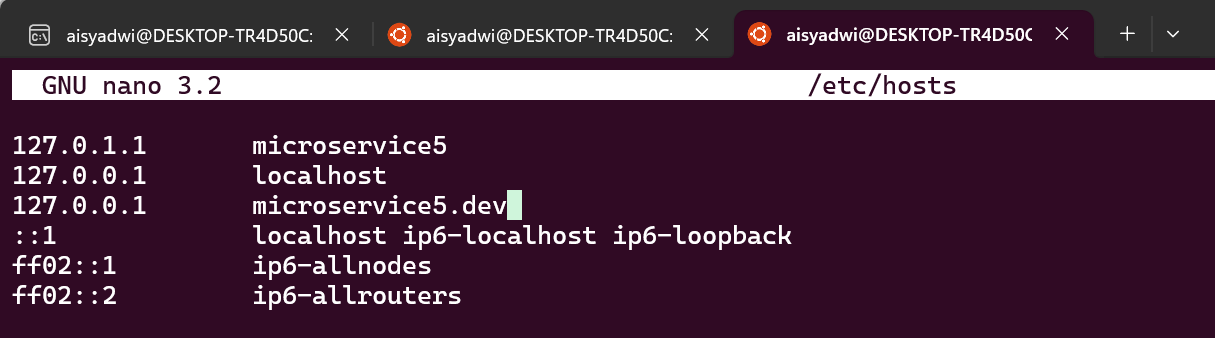 aisyadwi@DESKTOP-TR4D50C: aisyadwi@DESKTOP-TR4D50C: aisyadwi@DESKTOP-TR4D50C
GNU nano 3.2 /etc/hosts
127.0.1.1 microservice5
127.0.0.1 localhost
127.0.0.1 microservice5.dev
::1 localhost ip6-localhost ip6-loopback
ff02::1 ip6-allnodes
ff02::2 ip6-allrouters